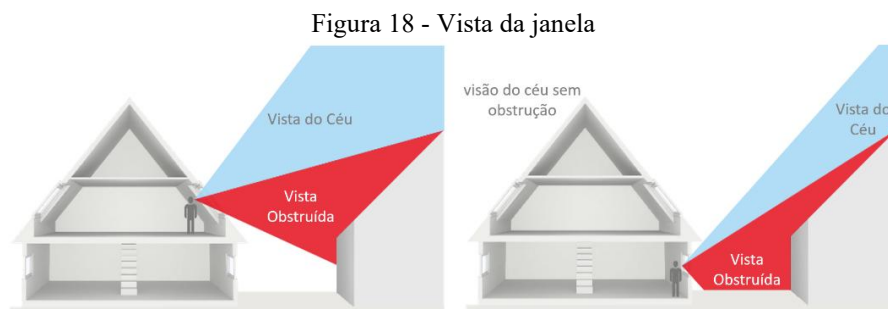 Figura 18 - Vista da janela
Vista do Céu
Vista
Obstruída
visão do céu sem
obstrução
Vista do
Céu
Vista
Obstruída